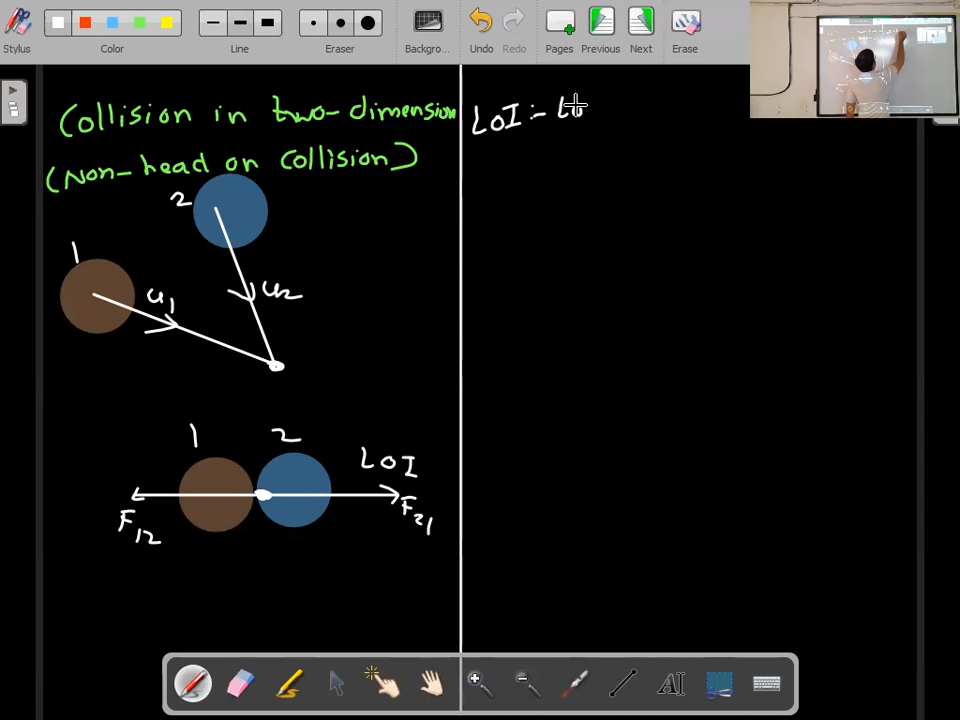 Stylus
Color
Line
Eraser
Backgro...
Undo
Redo
Pages
Previous
Next
Erase
Collision in two-dimension
(Non-head on Collision)
2
1
u1
u2
1 2
LOI
F12
F21
LOI :-